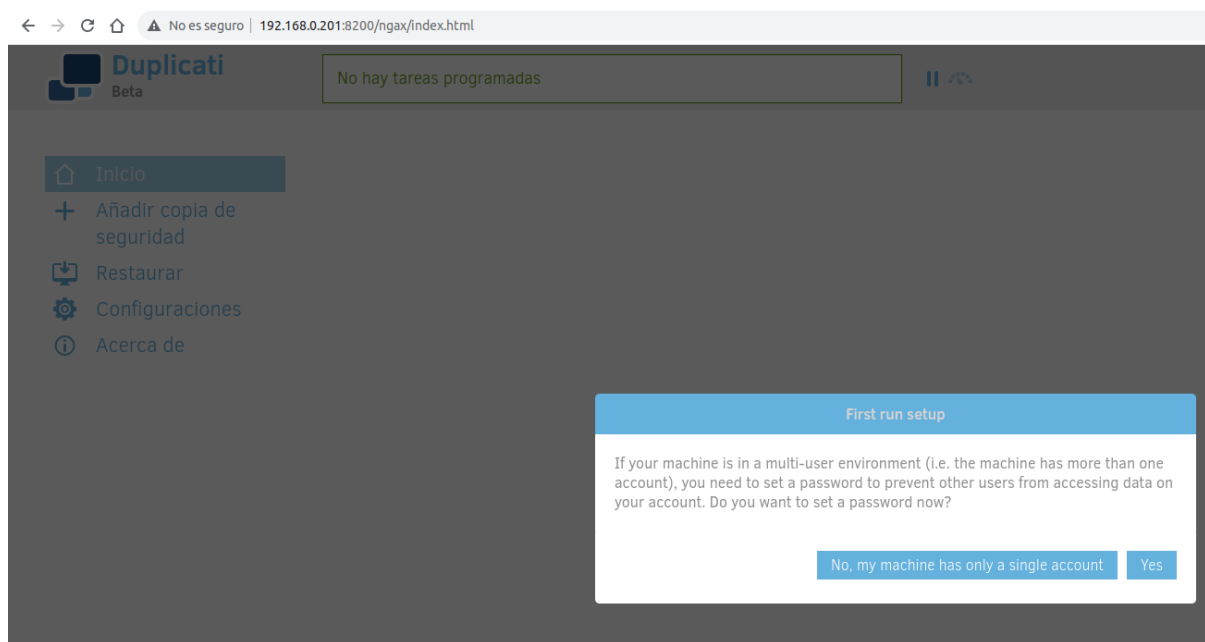 No es seguro | 192.168.0.201:8200/ngax/index.html
Duplicati
Beta
No hay tareas programadas
Inicio
Añadir copia de
seguridad
Restaurar
Configuraciones
Acerca de
First run setup
If your machine is in a multi-user environment (i.e. the machine has more than one
account), you need to set a password to prevent other users from accessing data on
your account. Do you want to set a password now?
No, my machine has only a single account
Yes